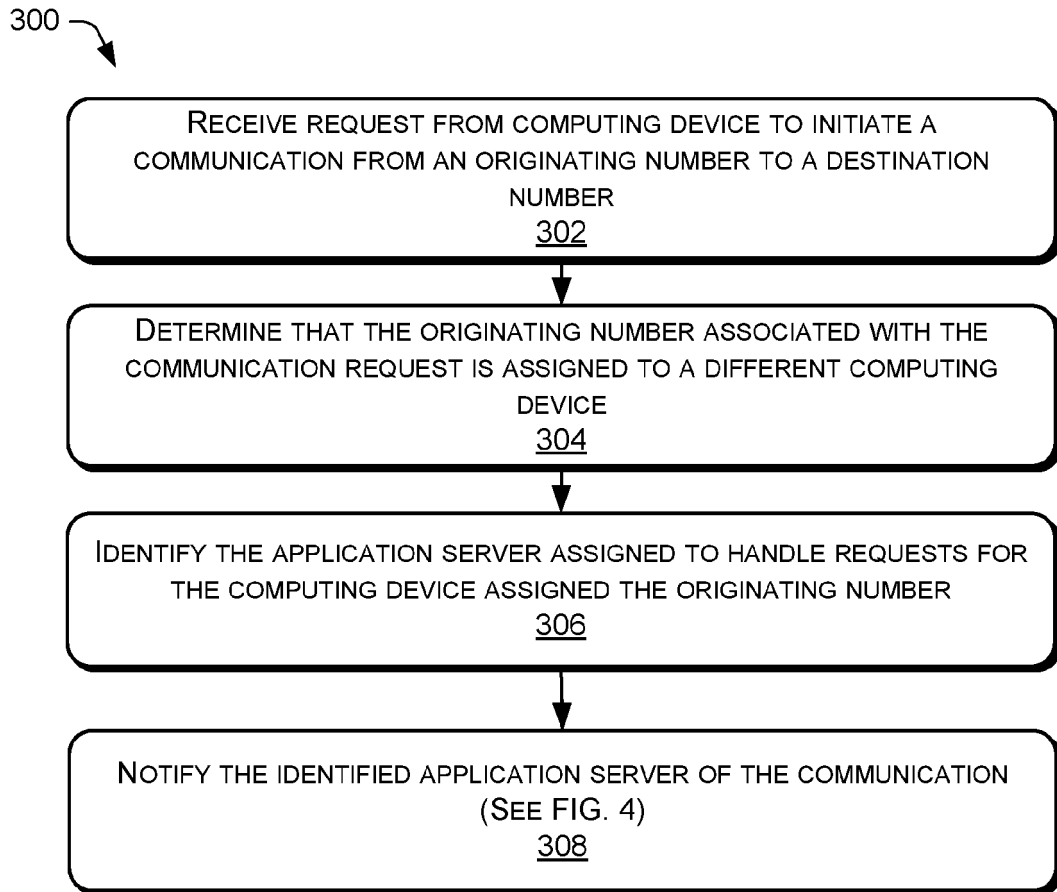 300
RECEIVE REQUEST FROM COMPUTING DEVICE TO INITIATE A
COMMUNICATION FROM AN ORIGINATING NUMBER TO A DESTINATION
NUMBER
302
DETERMINE THAT THE ORIGINATING NUMBER ASSOCIATED WITH THE
COMMUNICATION REQUEST IS ASSIGNED TO A DIFFERENT COMPUTING
DEVICE
304
IDENTIFY THE APPLICATION SERVER ASSIGNED TO HANDLE REQUESTS FOR
THE COMPUTING DEVICE ASSIGNED THE ORIGINATING NUMBER
306
NOTIFY THE IDENTIFIED APPLICATION SERVER OF THE COMMUNICATION
(SEE FIG. 4)
308